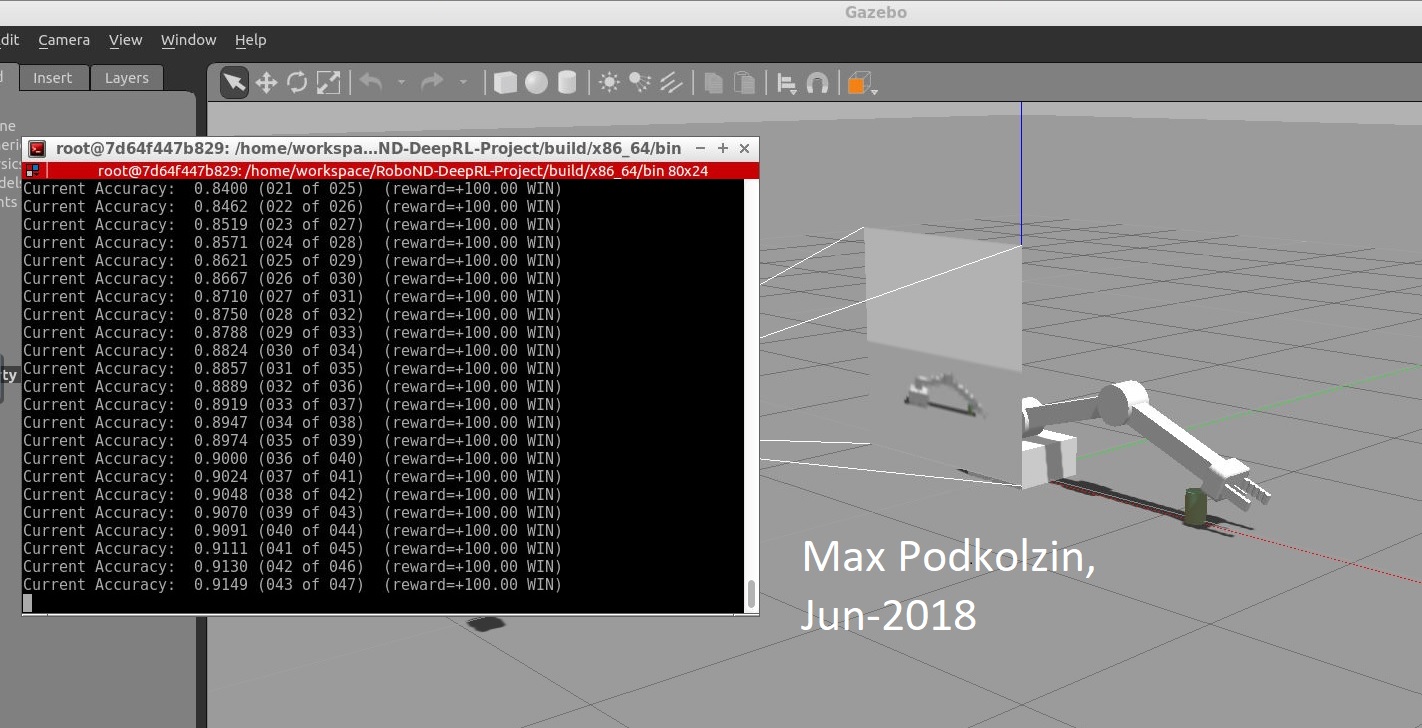 Gazebo
dit Camera View Window Help
Insert Layers
root@7d64f447b829: /home/workspa...ND-DeepRL-Project/build/x86_64/bin
root@7d64f447b829: /home/workspace/RoboND-DeepRL-Project/build/x86_64/bin 80x24
Current Accuracy:  0.8400 (021 of 025)  (reward=+100.00 WIN)
Current Accuracy:  0.8462 (022 of 026)  (reward=+100.00 WIN)
Current Accuracy:  0.8519 (023 of 027)  (reward=+100.00 WIN)
Current Accuracy:  0.8571 (024 of 028)  (reward=+100.00 WIN)
Current Accuracy:  0.8621 (025 of 029)  (reward=+100.00 WIN)
Current Accuracy:  0.8667 (026 of 030)  (reward=+100.00 WIN)
Current Accuracy:  0.8710 (027 of 031)  (reward=+100.00 WIN)
Current Accuracy:  0.8750 (028 of 032)  (reward=+100.00 WIN)
Current Accuracy:  0.8788 (029 of 033)  (reward=+100.00 WIN)
Current Accuracy:  0.8824 (030 of 034)  (reward=+100.00 WIN)
Current Accuracy:  0.8857 (031 of 035)  (reward=+100.00 WIN)
Current Accuracy:  0.8889 (032 of 036)  (reward=+100.00 WIN)
Current Accuracy:  0.8919 (033 of 037)  (reward=+100.00 WIN)
Current Accuracy:  0.8947 (034 of 038)  (reward=+100.00 WIN)
Current Accuracy:  0.8974 (035 of 039)  (reward=+100.00 WIN)
Current Accuracy:  0.9000 (036 of 040)  (reward=+100.00 WIN)
Current Accuracy:  0.9024 (037 of 041)  (reward=+100.00 WIN)
Current Accuracy:  0.9048 (038 of 042)  (reward=+100.00 WIN)
Current Accuracy:  0.9070 (039 of 043)  (reward=+100.00 WIN)
Current Accuracy:  0.9091 (040 of 044)  (reward=+100.00 WIN)
Current Accuracy:  0.9111 (041 of 045)  (reward=+100.00 WIN)
Current Accuracy:  0.9130 (042 of 046)  (reward=+100.00 WIN)
Current Accuracy:  0.9149 (043 of 047)  (reward=+100.00 WIN)
Max Podkolzin,
Jun-2018